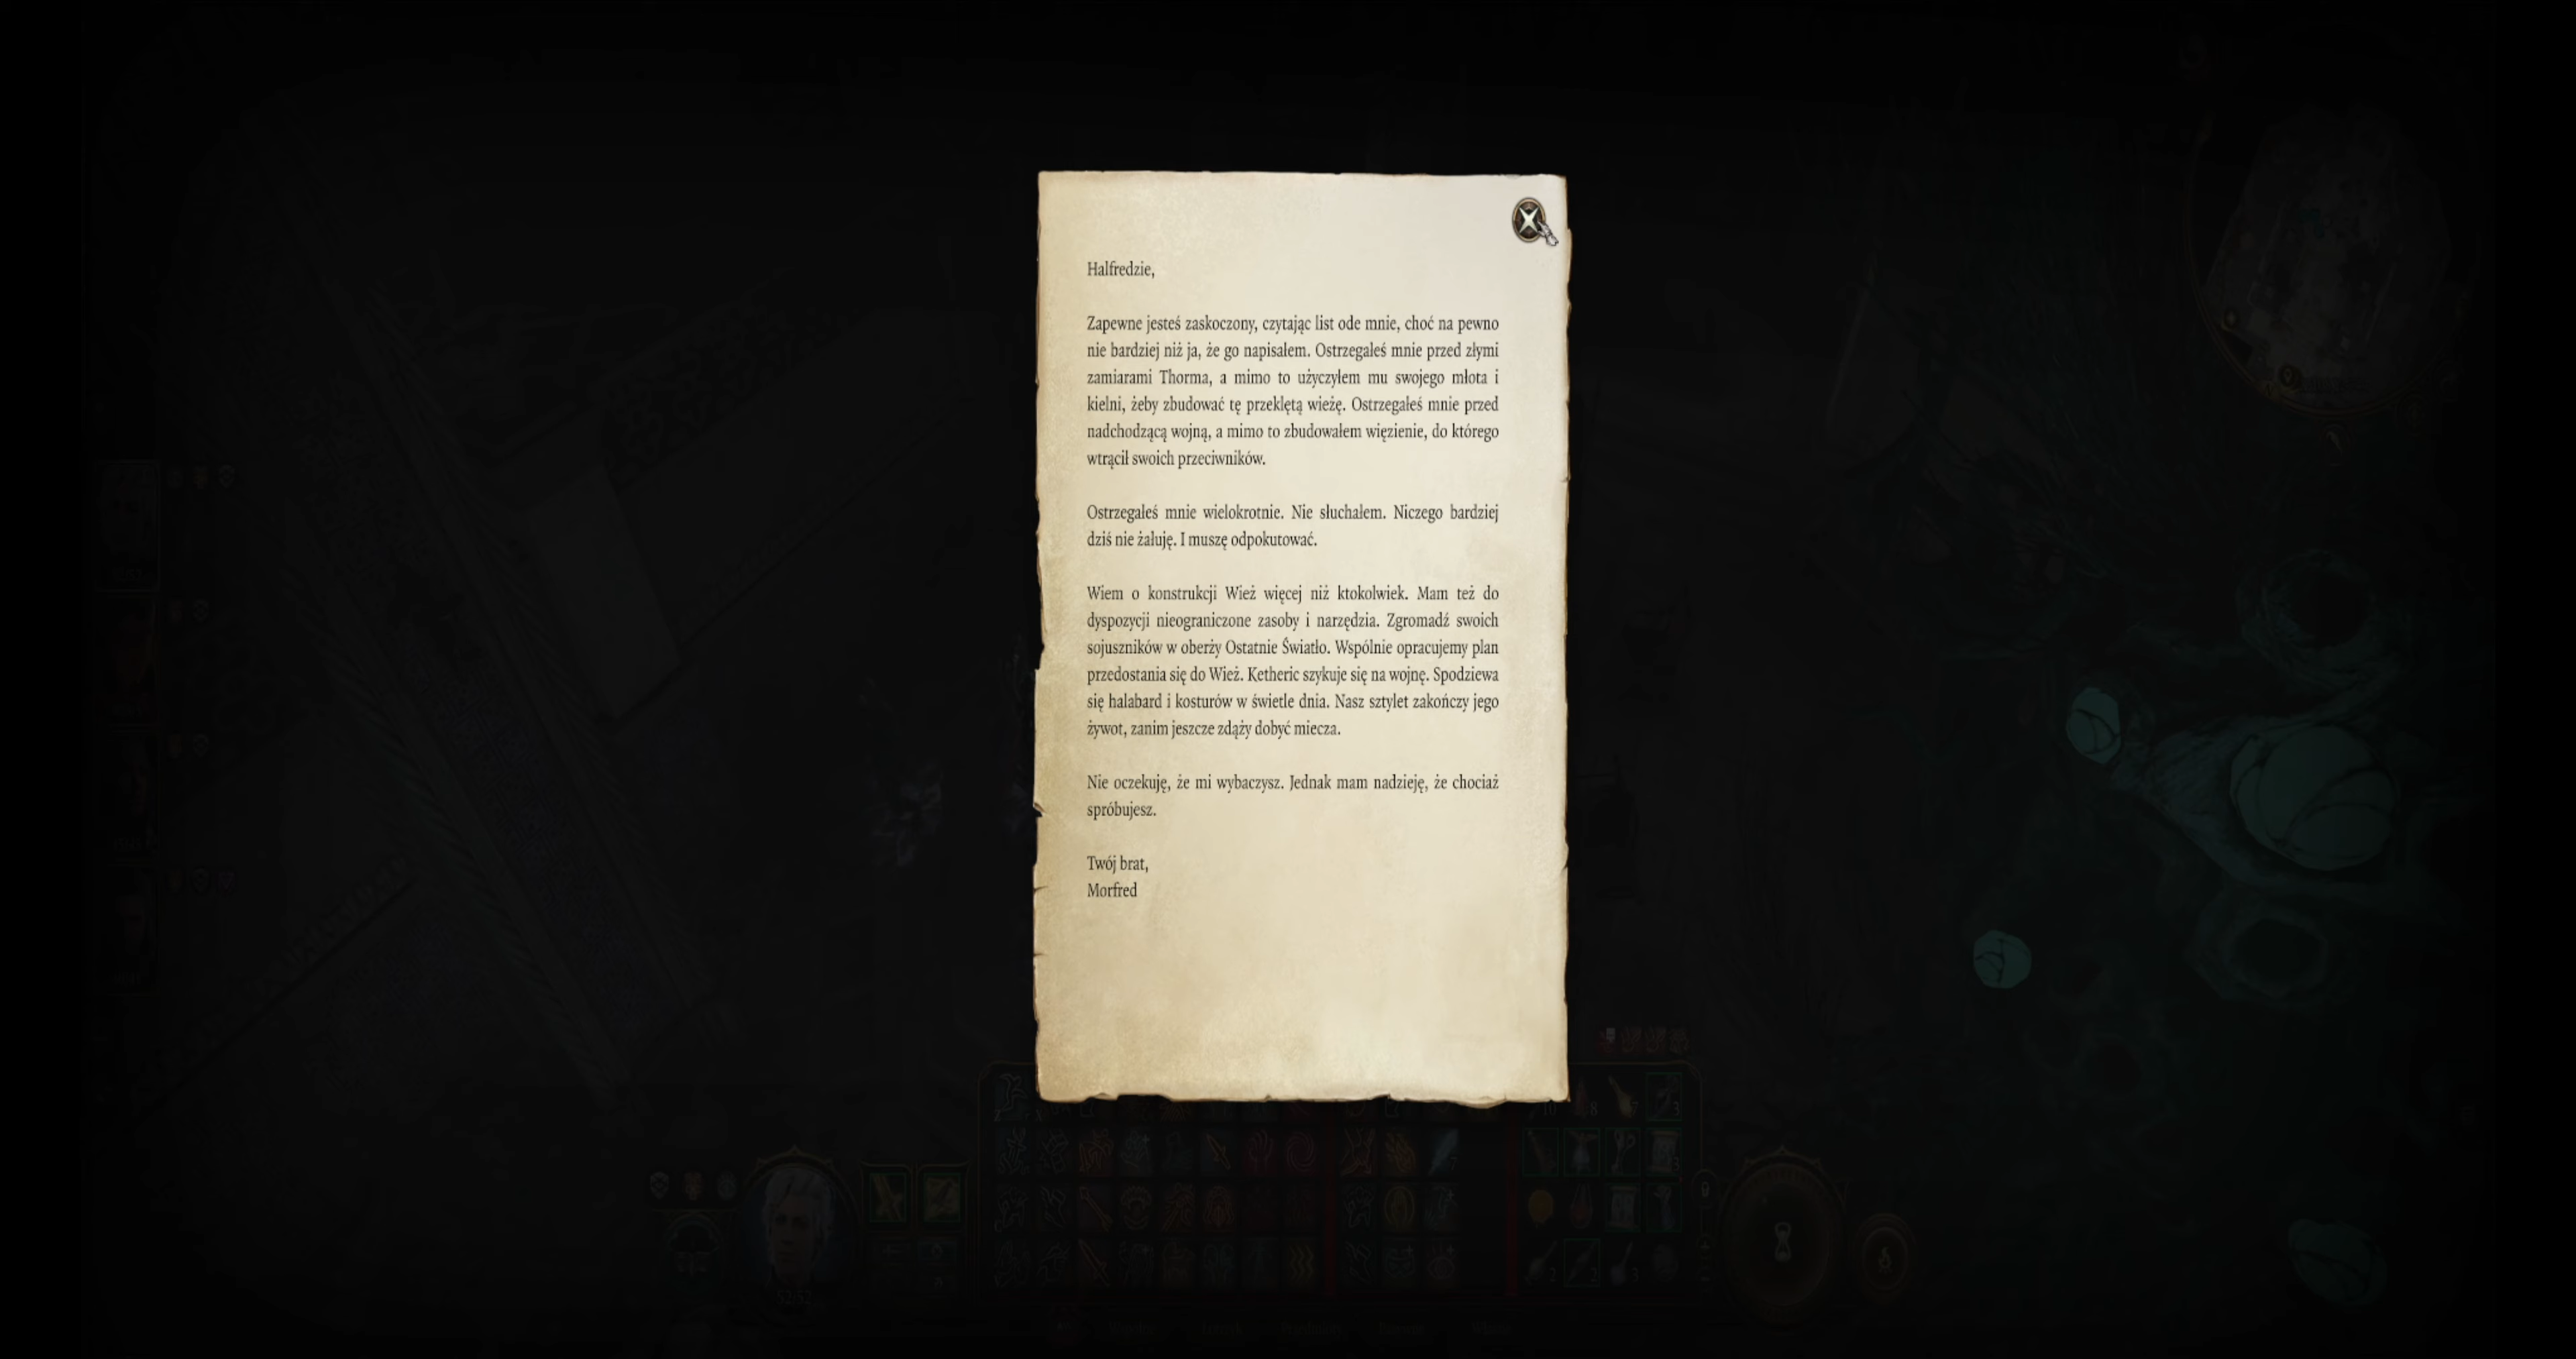 Halfredzie,
Zapewne jesteś zaskoczony, czytając list ode mnie, choć na pewno
nie bardziej niż ja, że go napisałem. Ostrzegałeś mnie przed złymi
zamiarami Thorma, a mimo to użyczyłem mu swojego młota i
kielni, żeby zbudować tę przeklętą wieżę. Ostrzegałeś mnie przed
nadchodzącą wojną, a mimo to zbudowałem więzienie, do którego
wtrącił swoich przeciwników.
Ostrzegałeś mnie wielokrotnie. Nie słuchałem. Niczego bardziej
dziś nie żałuję. I muszę odpokutować.
Wiem o konstrukcji Wież więcej niż ktokolwiek. Mam też do
dyspozycji nieograniczone zasoby i narzędzia. Zgromadź swoich
sojuszników w oberży Ostatnie Światło. Wspólnie opracujemy plan
przedostania się do Wież. Ketheric szykuje się na wojnę. Spodziewa
się halabard i kosturów w świetle dnia. Nasz sztylet zakończy jego
żywot, zanim jeszcze zdąży dobyć miecza.
Nie oczekuję, że mi wybaczysz. Jednak mam nadzieję, że chociaż
spróbujesz.
Twój brat,
Morfred